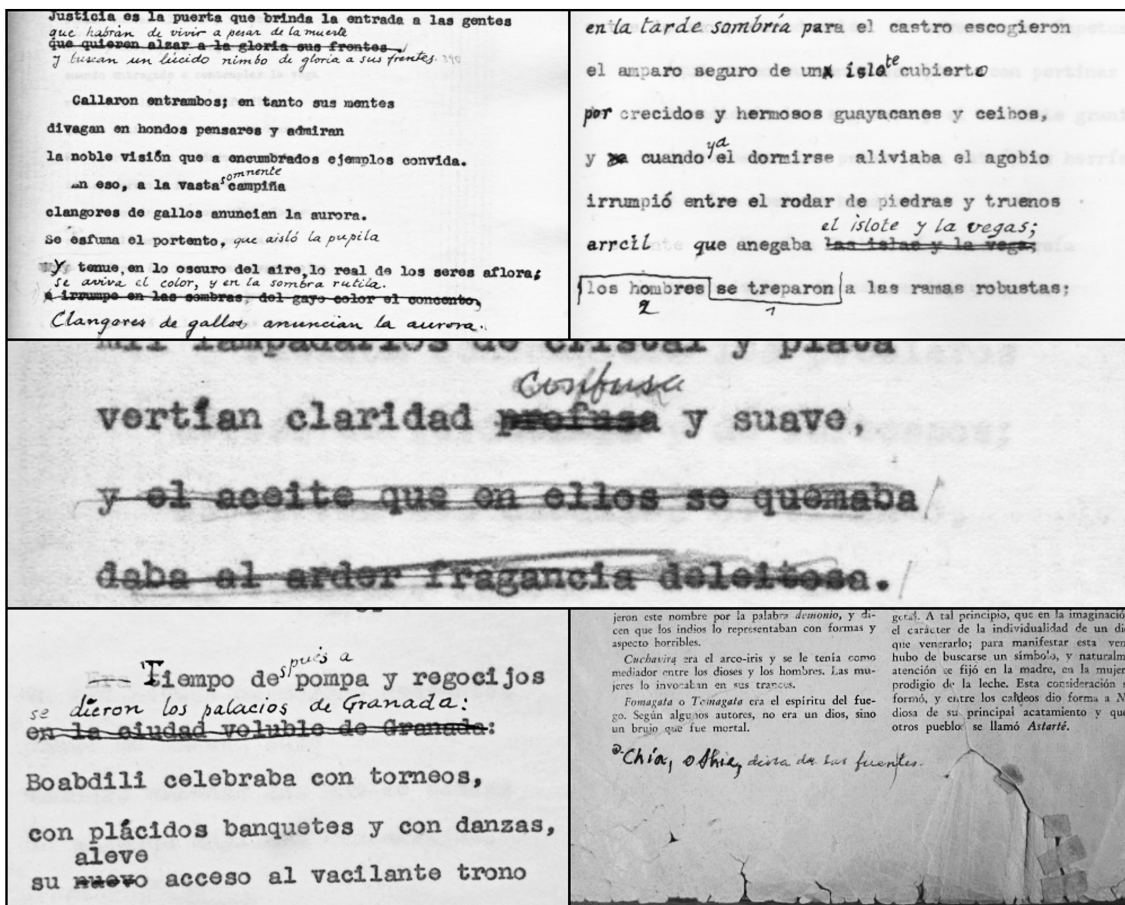 Justicia es la puerta que brinda la entrada a las gentes
que habrán de vivir a pesar de la muerte
que quieren alzar a la gloria sus frentes.
y buscan un lúcido nimbo de gloria a sus frentes.
Callaron entrambos; en tanto sus mentes
divagan en hondos pensares y admiran
la noble visión que a encumbrados ejemplos convida.
somnente
En eso, en la vasta campiña
clangores de gallos anuncian la aurora.
Se esfuma el portento, que aisló la pupila
Y tenue, en lo oscuro del aire, lo real de los seres aflora;
se aviva el color, y en la sombra rutila.
irrumpe en las sombras, del gayo color el concento,
Clangores de gallos anuncian la aurora.
en la tarde sombría para el castro escogieron
el amparo seguro de un islote cubierto
por crecidos y hermosos guayacanes y ceibos,
ya
y cuando el dormirse aliviaba el agobio
irrumpió entre el rodar de piedras y truenos
el islote y la vegas;
arreil que anegaba las islas y la vega;
los hombres se treparon a las ramas robustas;
2 1
mil lampadarios de cristal y plata
confusa
vertían claridad profusa y suave,
y el aceite que en ellos se quemaba
daba al arder fragancia deleitosa.
spués a
Era Tiempo de pompa y regocijos
se dieron los palacios de Granada:
en la ciudad voluble de Granada:
Boabdili celebraba con torneos,
con plácidos banquetes y con danzas,
aleve
su nuevo acceso al vacilante trono
jeron este nombre por la palabra demonio, y di-
cen que los indios lo representaban con formas y
aspecto horribles.
Cuchavira era el arco-iris y se le tenía como
mediador entre los dioses y los hombres. Las mu-
jeres lo invocaban en sus trances.
Fomagata o Tomagata era el espíritu del fue-
go. Según algunos autores, no era un dios, sino
un brujo que fue mortal.
geral. A tal principio, que en la imaginació
el carácter de la individualidad de un di
que venerarlo; para manifestar esta ven
hubo de buscarse un símbolo, y naturalm
atención se fijó en la madre, en la mujer
prodigio de la leche. Esta consideración
formó, y entre los caldeos dio forma a N
diosa de su principal acatamiento y que
otros pueblos se llamó Astarté.
Chía, o Shie, diosa de las fuentes.